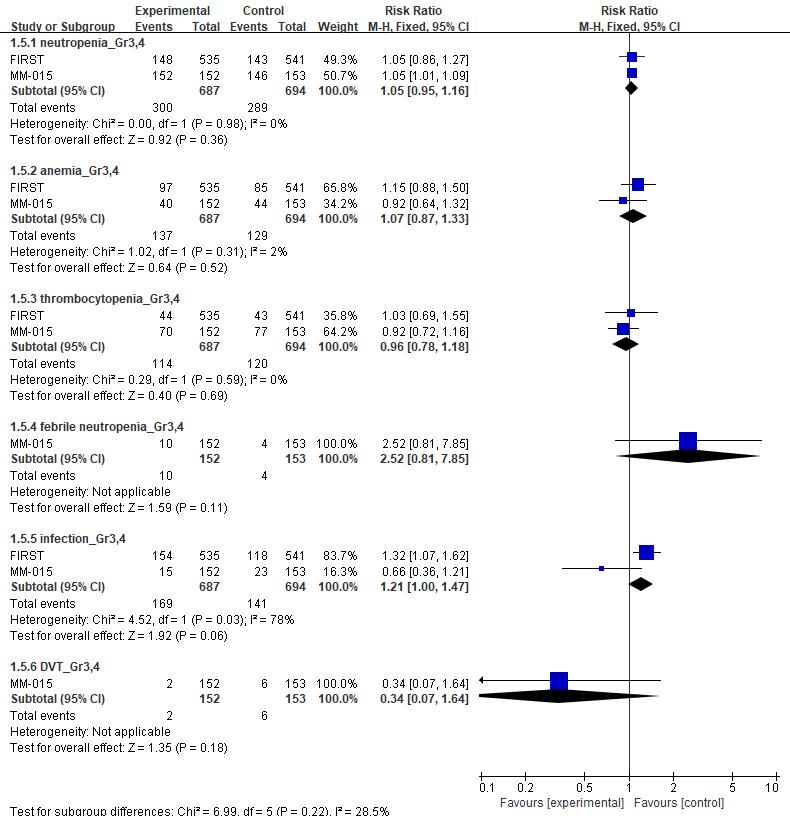 Experimental Control Risk Ratio Risk Ratio
Study or Subgroup Events Total Events Total Weight M-H, Fixed, 95% CI M-H, Fixed, 95% CI
1.5.1 neutropenia_Gr3,4
FIRST 148 535 143 541 49.3% 1.05 [0.86, 1.27]
MM-015 152 152 146 153 50.7% 1.05 [1.01, 1.09]
Subtotal (95% CI) 687 694 100.0% 1.05 [0.95, 1.16]
Total events 300 289
Heterogeneity: Chi² = 0.00, df = 1 (P = 0.98); I² = 0%
Test for overall effect: Z = 0.92 (P = 0.36)
1.5.2 anemia_Gr3,4
FIRST 97 535 85 541 65.8% 1.15 [0.88, 1.50]
MM-015 40 152 44 153 34.2% 0.92 [0.64, 1.32]
Subtotal (95% CI) 687 694 100.0% 1.07 [0.87, 1.33]
Total events 137 129
Heterogeneity: Chi² = 1.02, df = 1 (P = 0.31); I² = 2%
Test for overall effect: Z = 0.64 (P = 0.52)
1.5.3 thrombocytopenia_Gr3,4
FIRST 44 535 43 541 35.8% 1.03 [0.69, 1.55]
MM-015 70 152 77 153 64.2% 0.92 [0.72, 1.16]
Subtotal (95% CI) 687 694 100.0% 0.96 [0.78, 1.18]
Total events 114 120
Heterogeneity: Chi² = 0.29, df = 1 (P = 0.59); I² = 0%
Test for overall effect: Z = 0.40 (P = 0.69)
1.5.4 febrile neutropenia_Gr3,4
MM-015 10 152 4 153 100.0% 2.52 [0.81, 7.85]
Subtotal (95% CI) 152 153 100.0% 2.52 [0.81, 7.85]
Total events 10 4
Heterogeneity: Not applicable
Test for overall effect: Z = 1.59 (P = 0.11)
1.5.5 infection_Gr3,4
FIRST 154 535 118 541 83.7% 1.32 [1.07, 1.62]
MM-015 15 152 23 153 16.3% 0.66 [0.36, 1.21]
Subtotal (95% CI) 687 694 100.0% 1.21 [1.00, 1.47]
Total events 169 141
Heterogeneity: Chi² = 4.52, df = 1 (P = 0.03); I² = 78%
Test for overall effect: Z = 1.92 (P = 0.06)
1.5.6 DVT_Gr3,4
MM-015 2 152 6 153 100.0% 0.34 [0.07, 1.64]
Subtotal (95% CI) 152 153 100.0% 0.34 [0.07, 1.64]
Total events 2 6
Heterogeneity: Not applicable
Test for overall effect: Z = 1.35 (P = 0.18)
0.1 0.2 0.5 1 2 5 10
Favours [experimental] Favours [control]
Test for subgroup differences: Chi² = 6.99, df = 5 (P = 0.22), I² = 28.5%